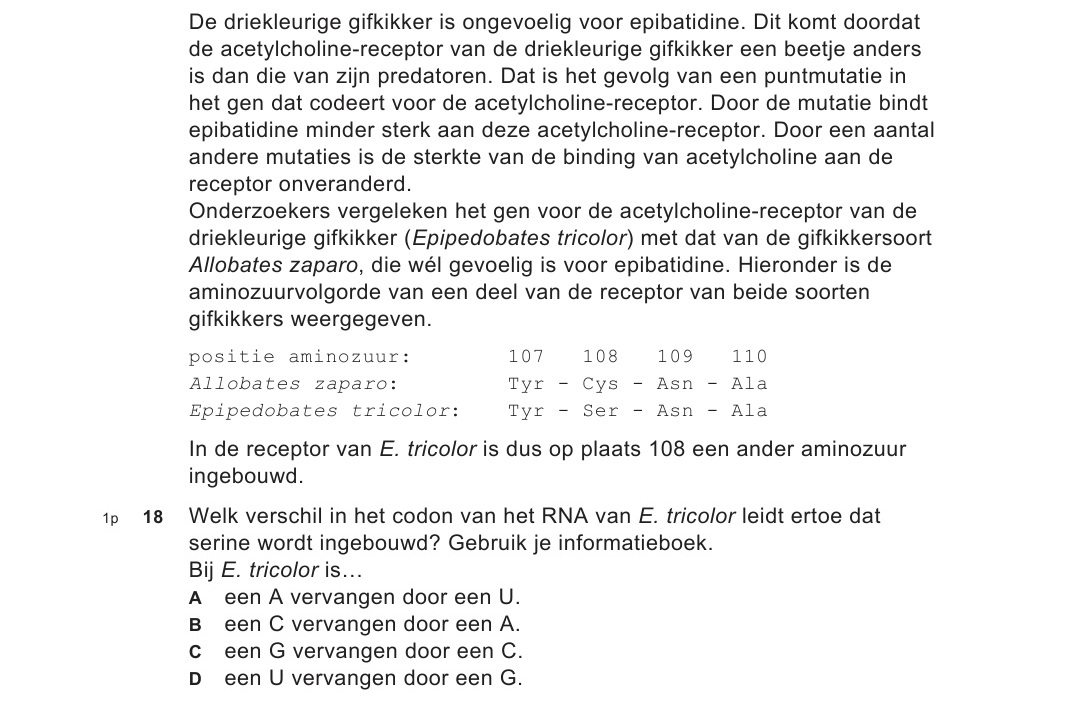 De driekleurige gifkikker is ongevoelig voor epibatidine. Dit komt doordat
de acetylcholine-receptor van de driekleurige gifkikker een beetje anders
is dan die van zijn predatoren. Dat is het gevolg van een puntmutatie in
het gen dat codeert voor de acetylcholine-receptor. Door de mutatie bindt
epibatidine minder sterk aan deze acetylcholine-receptor. Door een aantal
andere mutaties is de sterkte van de binding van acetylcholine aan de
receptor onveranderd.
Onderzoekers vergeleken het gen voor de acetylcholine-receptor van de
driekleurige gifkikker (Epipedobates tricolor) met dat van de gifkikkersoort
Allobates zaparo, die wél gevoelig is voor epibatidine. Hieronder is de
aminozuurvolgorde van een deel van de receptor van beide soorten
gifkikkers weergegeven.
positie aminozuur: 107 108 109 110
Allobates zaparo: Tyr – Cys – Asn – Ala
Epipedobates tricolor: Tyr – Ser – Asn – Ala
In de receptor van E. tricolor is dus op plaats 108 een ander aminozuur
ingebouwd.
1p 18 Welk verschil in het codon van het RNA van E. tricolor leidt ertoe dat
serine wordt ingebouwd? Gebruik je informatieboek.
Bij E. tricolor is…
A een A vervangen door een U.
B een C vervangen door een A.
C een G vervangen door een C.
D een U vervangen door een G.